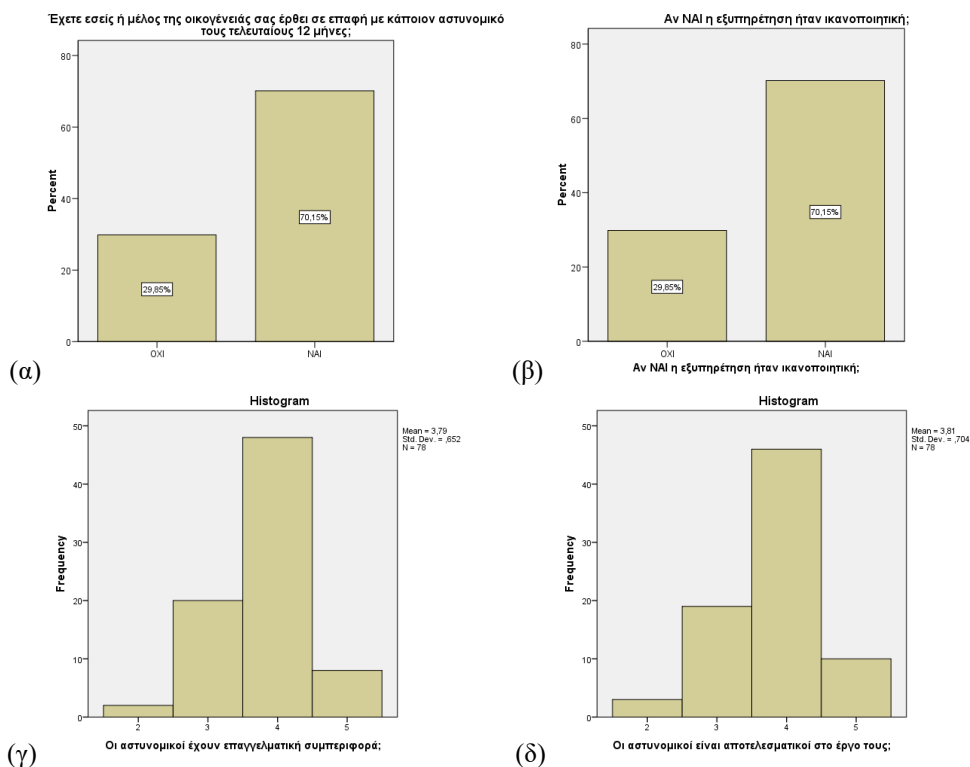 Έχετε εσείς ή μέλος της οικογένειάς σας έρθει σε επαφή με κάποιον αστυνομικό
τους τελευταίους 12 μήνες;
80
60
40
20
0
Percent
29,85%
70,15%
ΟΧΙ
ΝΑΙ
(α)
Αν ΝΑΙ η εξυπηρέτηση ήταν ικανοποιητική;
80
60
40
20
0
Percent
29,85%
70,15%
ΟΧΙ
ΝΑΙ
Αν ΝΑΙ η εξυπηρέτηση ήταν ικανοποιητική;
(β)
Histogram
Mean = 3,79
Std. Dev. = ,652
N = 78
50
40
30
20
10
0
Frequency
2
3
4
5
Οι αστυνομικοί έχουν επαγγελματική συμπεριφορά;
(γ)
Histogram
Mean = 3,81
Std. Dev. = ,704
N = 78
50
40
30
20
10
0
Frequency
2
3
4
5
Οι αστυνομικοί είναι αποτελεσματικοί στο έργο τους;
(δ)